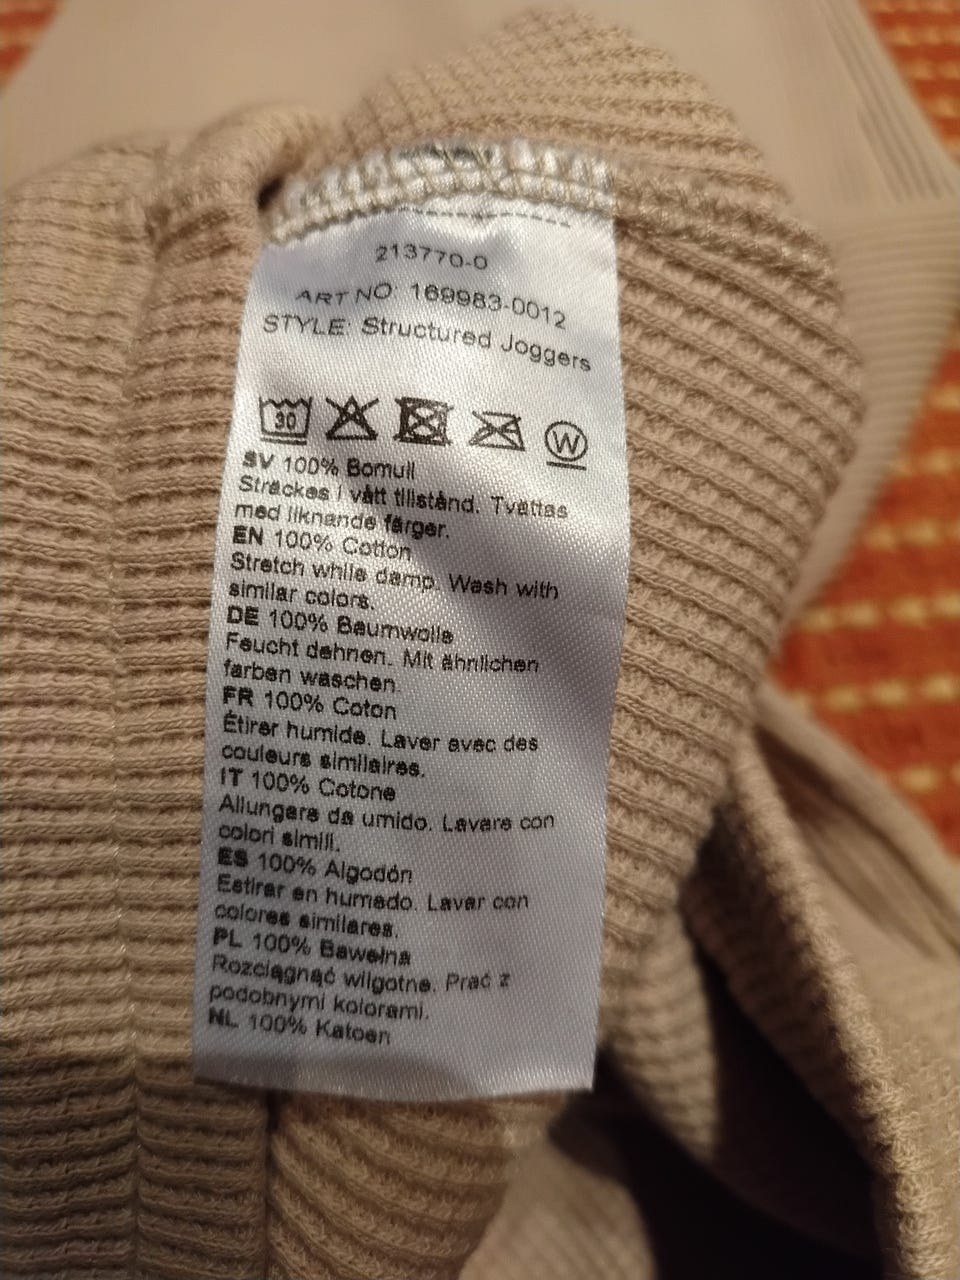 213770-0
ART NO: 169983-0012
STYLE: Structured Joggers
30 W
SV 100% Bomull
Sträckes i vått tillstånd. Tvättas
med liknande färger.
EN 100% Cotton
Stretch while damp. Wash with
similar colors.
DE 100% Baumwolle
Feucht dehnen. Mit ähnlichen
farben waschen.
FR 100% Coton
Étirer humide. Laver avec des
couleurs similaires.
IT 100% Cotone
Allungare da umido. Lavare con
colori simili.
ES 100% Algodón
Estirar en humedo. Lavar con
colores similares.
PL 100% Bawełna
Rozciągnąć wilgotne. Prać z
podobnymi kolorami.
NL 100% Katoen